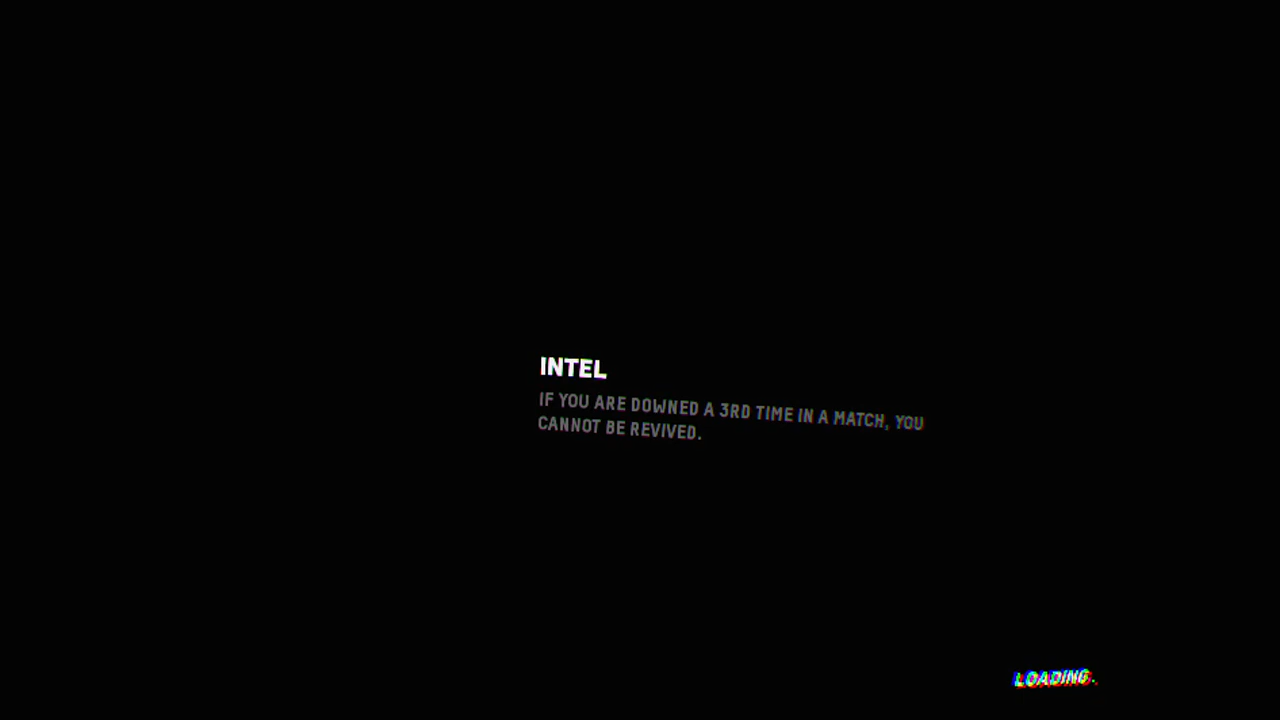 INTEL
IF YOU ARE DOWNED A 3RD TIME IN A MATCH, YOU
CANNOT BE REVIVED.
LOADING.